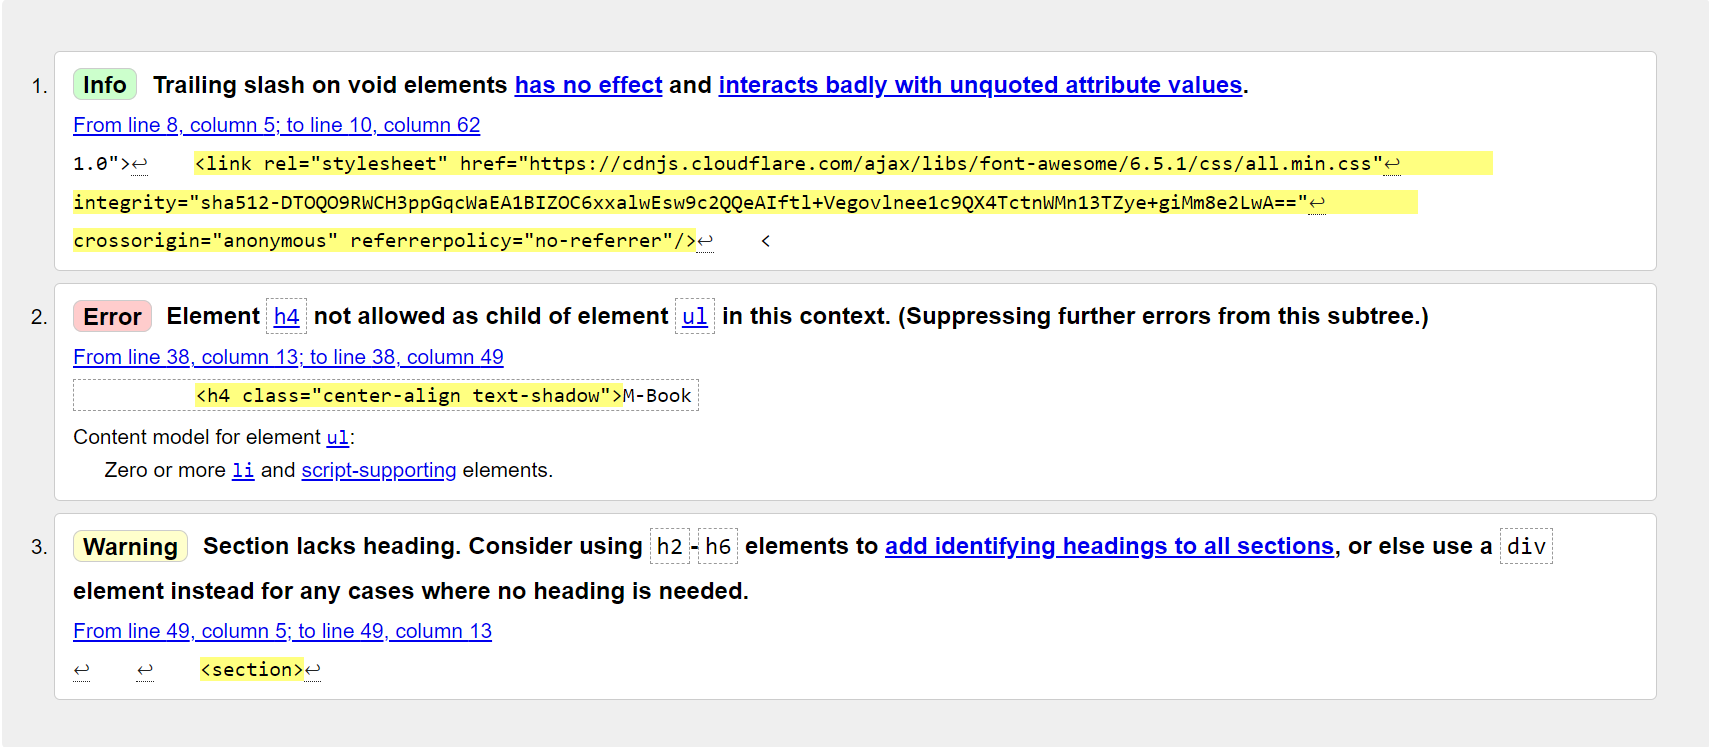 1. Info Trailing slash on void elements has no effect and interacts badly with unquoted attribute values.
From line 8, column 5; to line 10, column 62
1.0">↩ <link rel="stylesheet" href="https://cdnjs.cloudflare.com/ajax/libs/font-awesome/6.5.1/css/all.min.css"↩
integrity="sha512-DTOQO9RWCH3ppGqcWaEA1BIZOC6xxalwEsw9c2QQeAIftl+Vegovlnee1c9QX4TctnWMn13TZye+giMm8e2LwA=="↩
crossorigin="anonymous" referrerpolicy="no-referrer"/>↩ <
2. Error Element h4 not allowed as child of element ul in this context. (Suppressing further errors from this subtree.)
From line 38, column 13; to line 38, column 49
<h4 class="center-align text-shadow">M-Book
Content model for element ul:
Zero or more li and script-supporting elements.
3. Warning Section lacks heading. Consider using h2-h6 elements to add identifying headings to all sections, or else use a div
element instead for any cases where no heading is needed.
From line 49, column 5; to line 49, column 13
↩ ↩ <section>↩